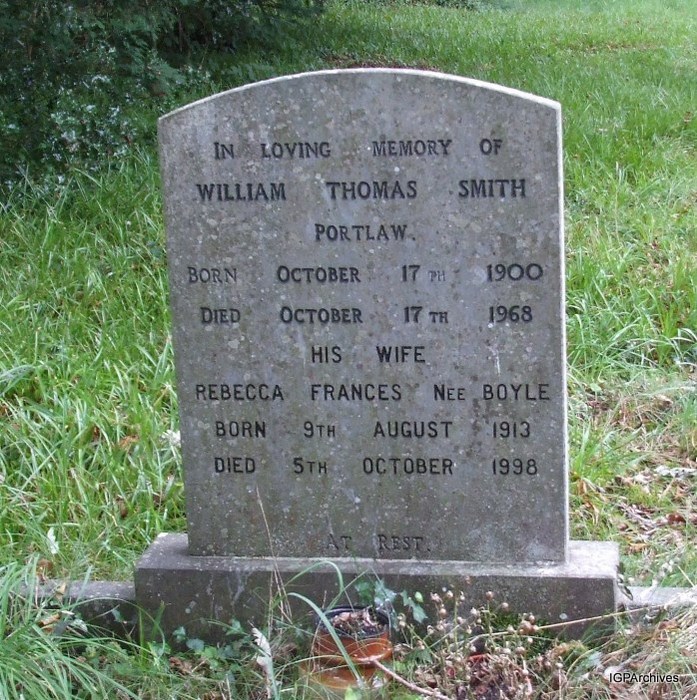 IN LOVING MEMORY OF
WILLIAM THOMAS SMITH
PORTLAW.
BORN OCTOBER 17TH 1900
DIED OCTOBER 17TH 1968
HIS WIFE
REBECCA FRANCES NEE BOYLE
BORN 9TH AUGUST 1913
DIED 5TH OCTOBER 1998
AT REST.
IGPArchives